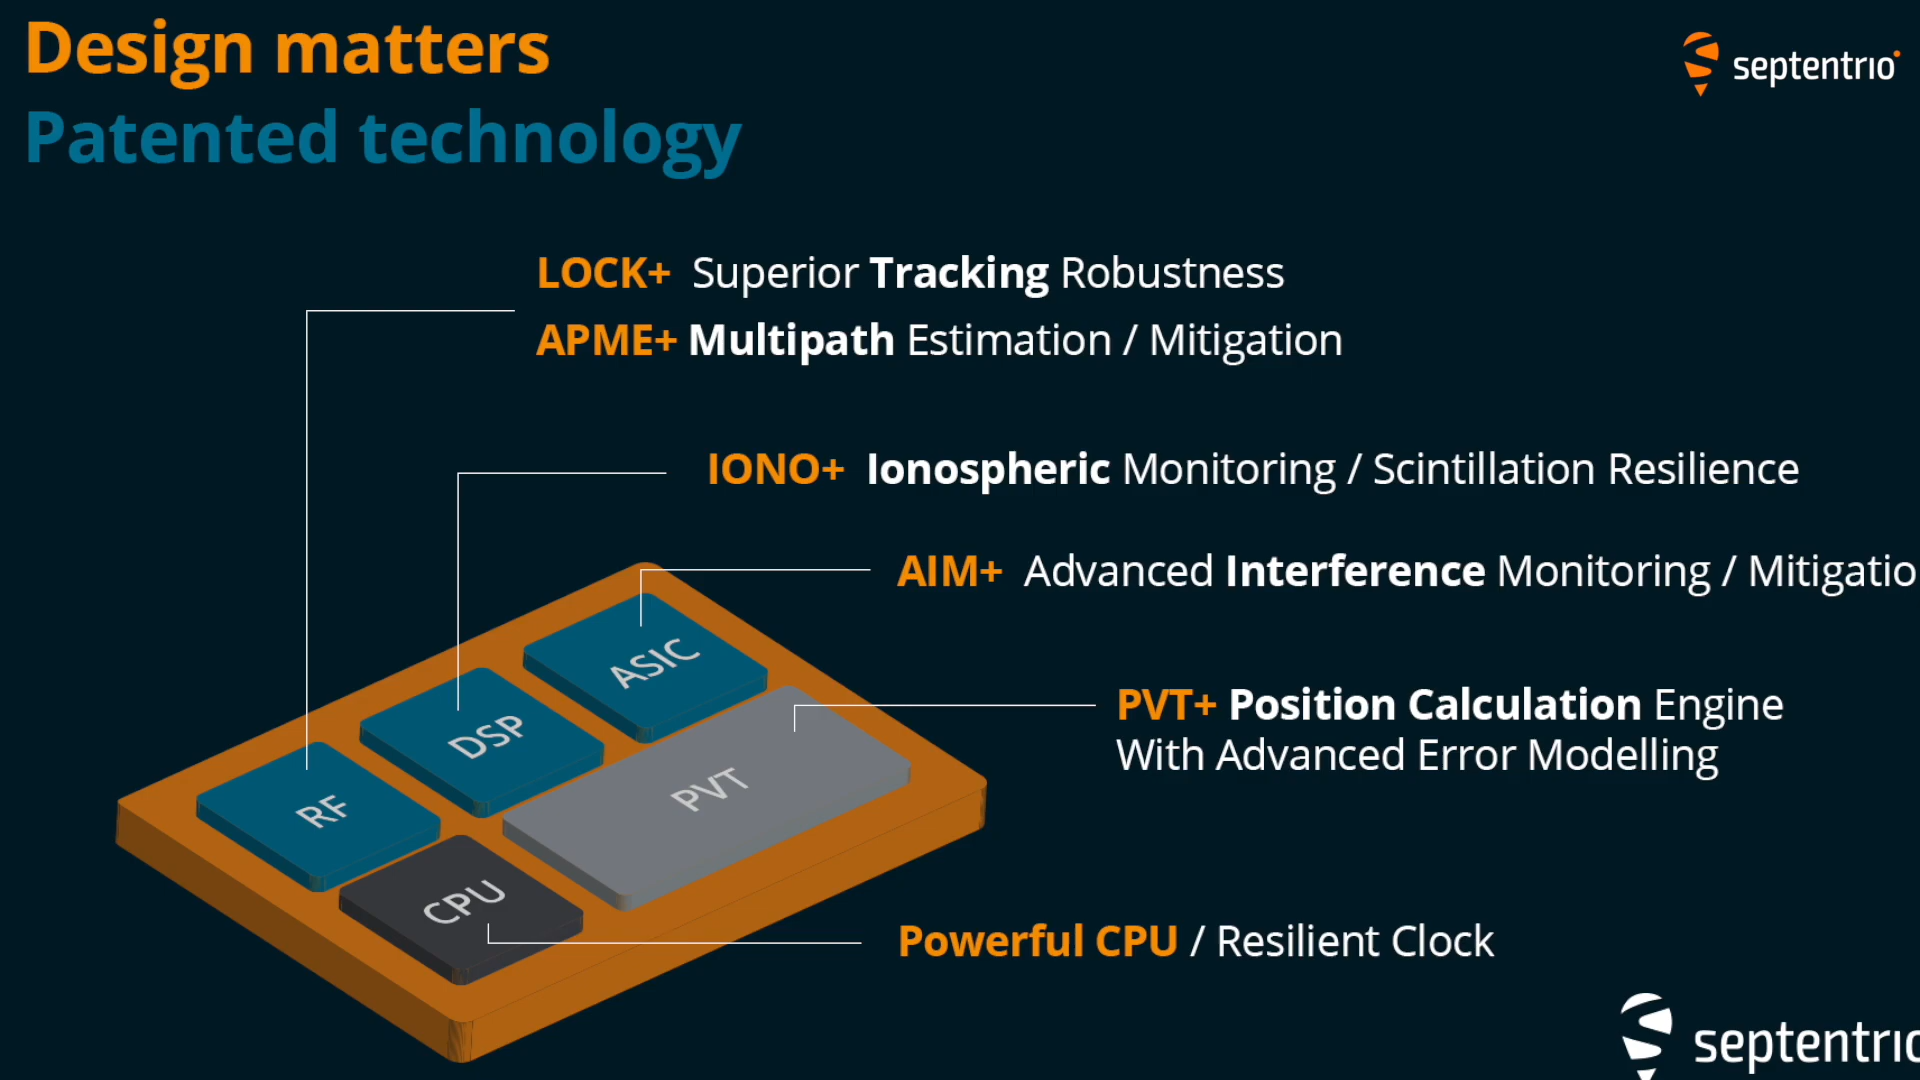 Design matters
Patented technology
septentrio
LOCK+ Superior Tracking Robustness
APME+ Multipath Estimation / Mitigation
IONO+ Ionospheric Monitoring / Scintillation Resilience
AIM+ Advanced Interference Monitoring / Mitigatio
PVT+ Position Calculation Engine
With Advanced Error Modelling
ASIC
DSP
PVT
RF
CPU
Powerful CPU / Resilient Clock
septentrio